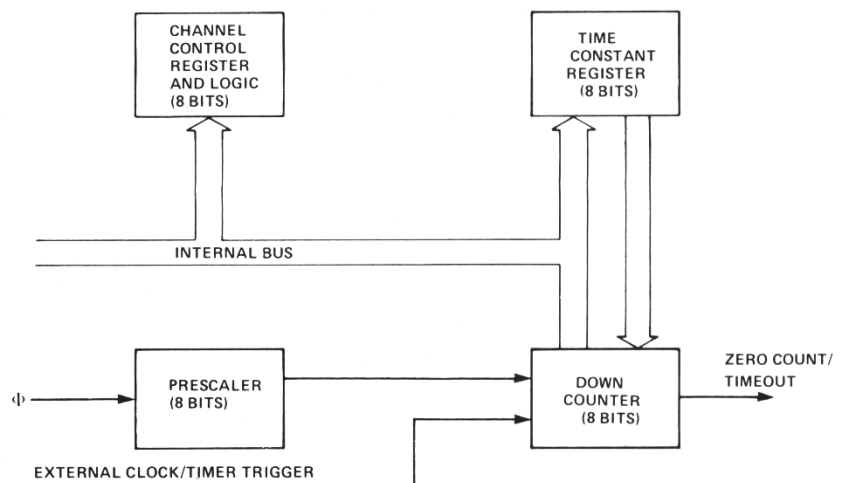 CHANNEL
CONTROL
REGISTER
AND LOGIC
(8 BITS)
TIME
CONSTANT
REGISTER
(8 BITS)
INTERNAL BUS
Φ
PRESCALER
(8 BITS)
DOWN
COUNTER
(8 BITS)
ZERO COUNT/
TIMEOUT
EXTERNAL CLOCK/TIMER TRIGGER